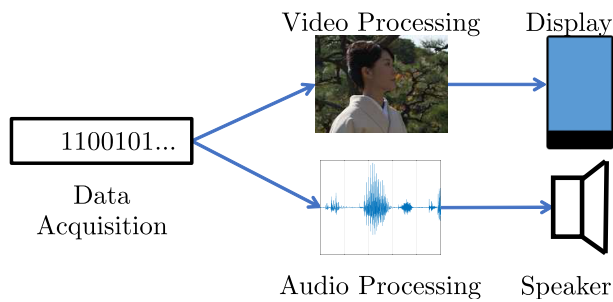 Video Processing
Display
1100101...
Data
Acquisition
Audio Processing
Speaker